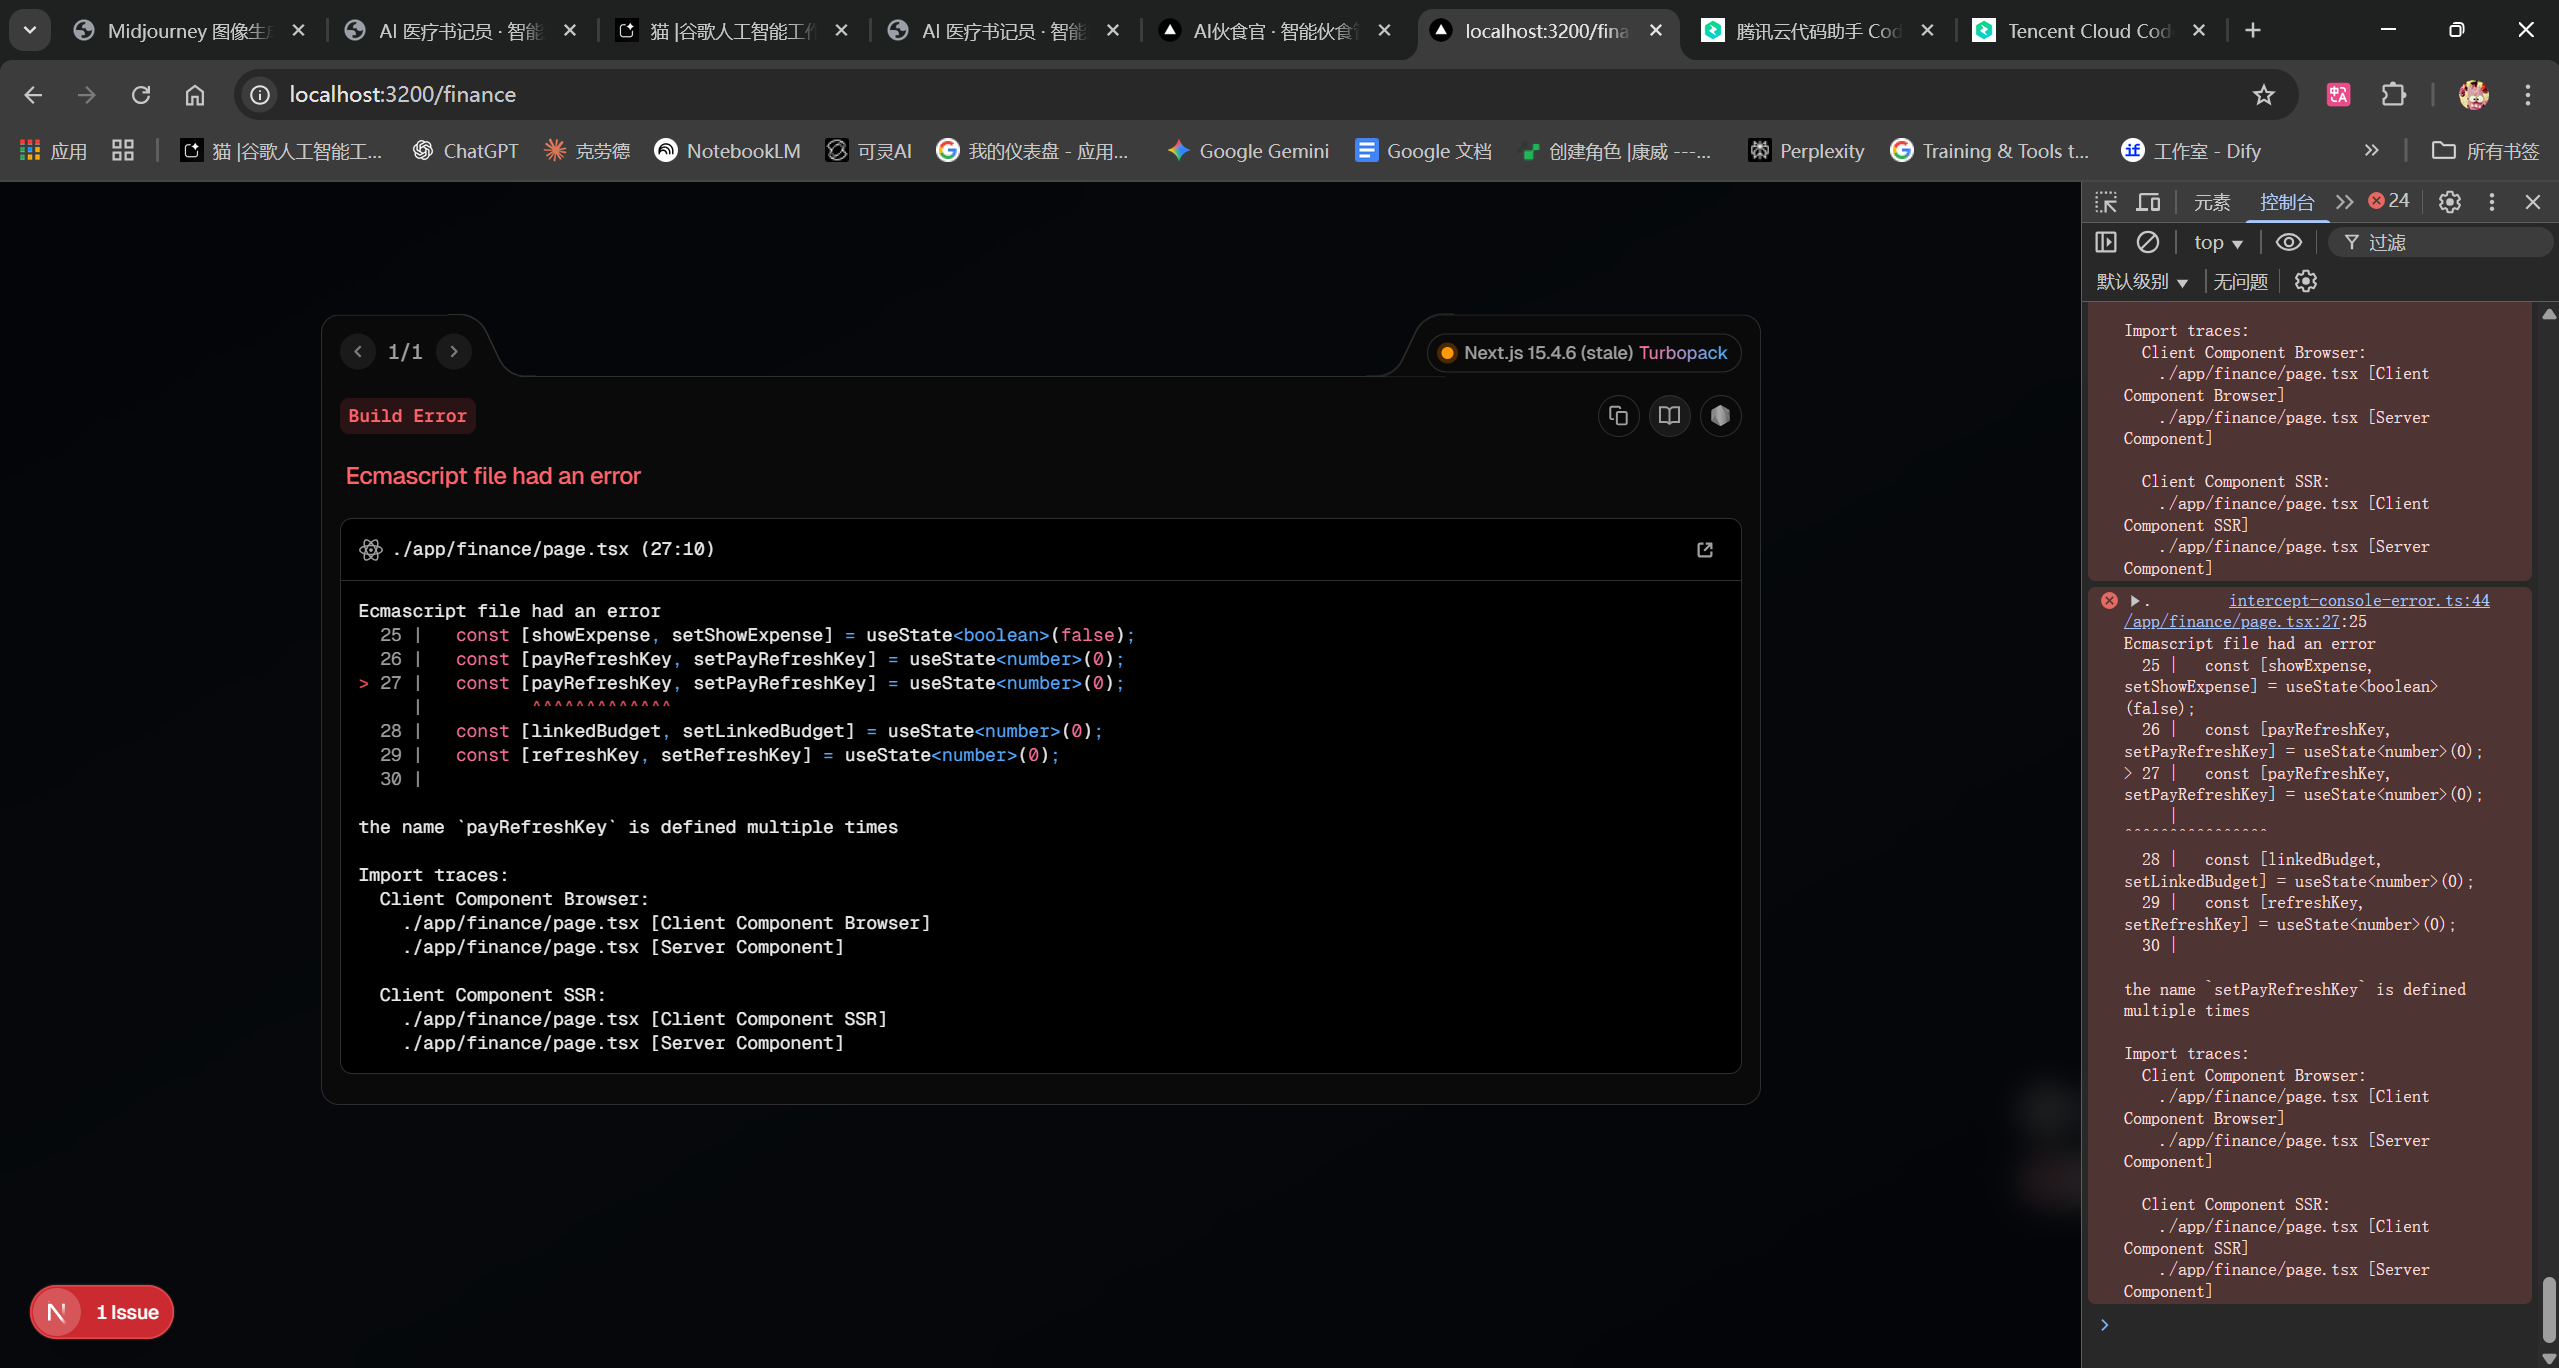 Midjourney 图像生
AI 医疗书记员 · 智能
猫 |谷歌人工智能工作
AI 医疗书记员 · 智能
AI伙食官 · 智能伙食管
localhost:3200/fina
腾讯云代码助手 Cod
Tencent Cloud Cod
localhost:3200/finance
应用
猫 |谷歌人工智能工...
ChatGPT
克劳德
NotebookLM
可灵AI
我的仪表盘 - 应用...
Google Gemini
Google 文档
创建角色 |康威 ---...
Perplexity
Training & Tools t...
工作室 - Dify
所有书签
1/1
Next.js 15.4.6 (stale) Turbopack
Build Error
Ecmascript file had an error
./app/finance/page.tsx (27:10)
Ecmascript file had an error
25 |   const [showExpense, setShowExpense] = useState<boolean>(false);
26 |   const [payRefreshKey, setPayRefreshKey] = useState<number>(0);
> 27 |   const [payRefreshKey, setPayRefreshKey] = useState<number>(0);
|          ^^^^^^^^^^^^^
28 |   const [linkedBudget, setLinkedBudget] = useState<number>(0);
29 |   const [refreshKey, setRefreshKey] = useState<number>(0);
30 |
the name `payRefreshKey` is defined multiple times
Import traces:
Client Component Browser:
./app/finance/page.tsx [Client Component Browser]
./app/finance/page.tsx [Server Component]
Client Component SSR:
./app/finance/page.tsx [Client Component SSR]
./app/finance/page.tsx [Server Component]
N 1 Issue
元素
控制台
24
top
过滤
默认级别
无问题
Import traces:
Client Component Browser:
./app/finance/page.tsx [Client
Component Browser]
./app/finance/page.tsx [Server
Component]
Client Component SSR:
./app/finance/page.tsx [Client
Component SSR]
./app/finance/page.tsx [Server
Component]
. intercept-console-error.ts:44
/app/finance/page.tsx:27:25
Ecmascript file had an error
25 |   const [showExpense,
setShowExpense] = useState<boolean>
(false);
26 |   const [payRefreshKey,
setPayRefreshKey] = useState<number>(0);
> 27 |   const [payRefreshKey,
setPayRefreshKey] = useState<number>(0);
|
^^^^^^^^^^^^^^^^
28 |   const [linkedBudget,
setLinkedBudget] = useState<number>(0);
29 |   const [refreshKey,
setRefreshKey] = useState<number>(0);
30 |
the name `setPayRefreshKey` is defined
multiple times
Import traces:
Client Component Browser:
./app/finance/page.tsx [Client
Component Browser]
./app/finance/page.tsx [Server
Component]
Client Component SSR:
./app/finance/page.tsx [Client
Component SSR]
./app/finance/page.tsx [Server
Component]